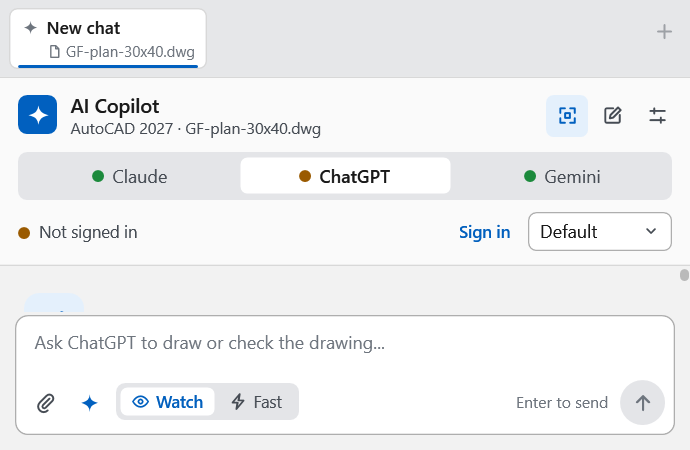 New chat
GF-plan-30x40.dwg
AI Copilot
AutoCAD 2027 · GF-plan-30x40.dwg
Claude
ChatGPT
Gemini
Not signed in
Sign in
Default
Ask ChatGPT to draw or check the drawing...
Watch
Fast
Enter to send